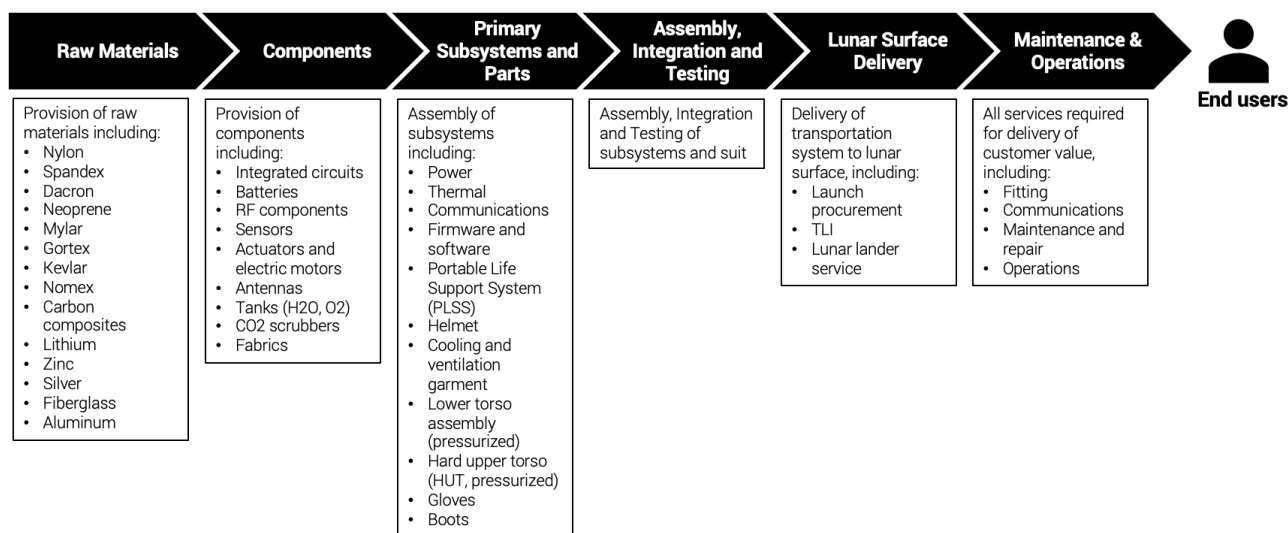 Raw Materials
Components
Primary
Subsystems and
Parts
Assembly,
Integration and
Testing
Lunar Surface
Delivery
Maintenance &
Operations
End users
Provision of raw
materials including:
• Nylon
• Spandex
• Dacron
• Neoprene
• Mylar
• Gortex
• Kevlar
• Nomex
• Carbon
composites
• Lithium
• Zinc
• Silver
• Fiberglass
• Aluminum
Provision of
components
including:
• Integrated circuits
• Batteries
• RF components
• Sensors
• Actuators and
electric motors
• Antennas
• Tanks (H2O, O2)
• CO2 scrubbers
• Fabrics
Assembly of
subsystems
including:
• Power
• Thermal
• Communications
• Firmware and
software
• Portable Life
Support System
(PLSS)
• Helmet
• Cooling and
ventilation
garment
• Lower torso
assembly
(pressurized)
• Hard upper torso
(HUT, pressurized)
• Gloves
• Boots
Assembly, Integration
and Testing of
subsystems and suit
Delivery of
transportation
system to lunar
surface, including:
• Launch
procurement
• TLI
• Lunar lander
service
All services required
for delivery of
customer value,
including:
• Fitting
• Communications
• Maintenance and
repair
• Operations